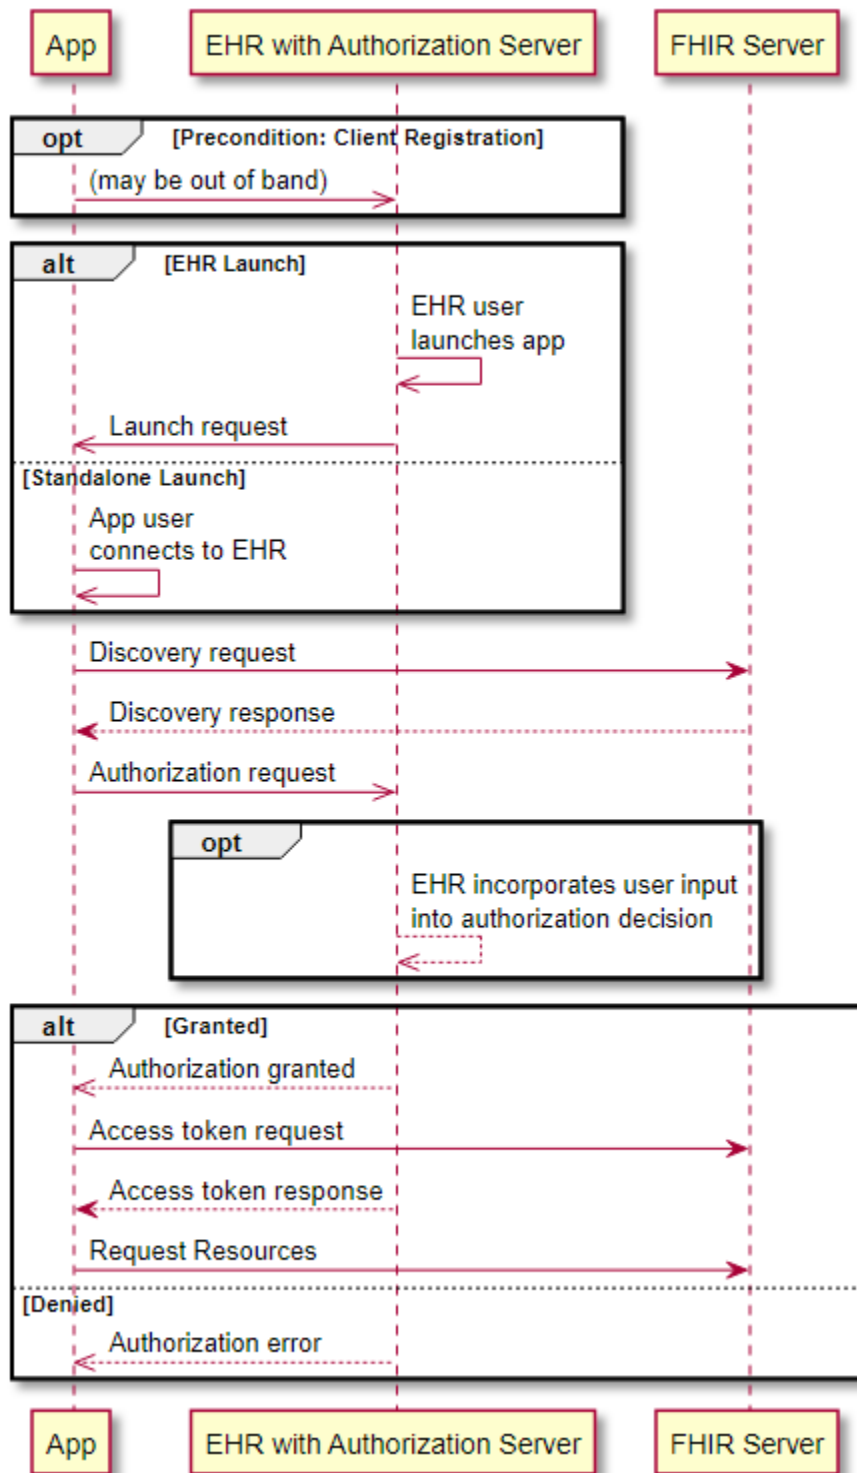 App
EHR with Authorization Server
FHIR Server
opt
[Precondition: Client Registration]
(may be out of band)
alt
[EHR Launch]
EHR user
launches app
Launch request
[Standalone Launch]
App user
connects to EHR
Discovery request
Discovery response
Authorization request
opt
EHR incorporates user input
into authorization decision
alt
[Granted]
Authorization granted
Access token request
Access token response
Request Resources
[Denied]
Authorization error
App
EHR with Authorization Server
FHIR Server